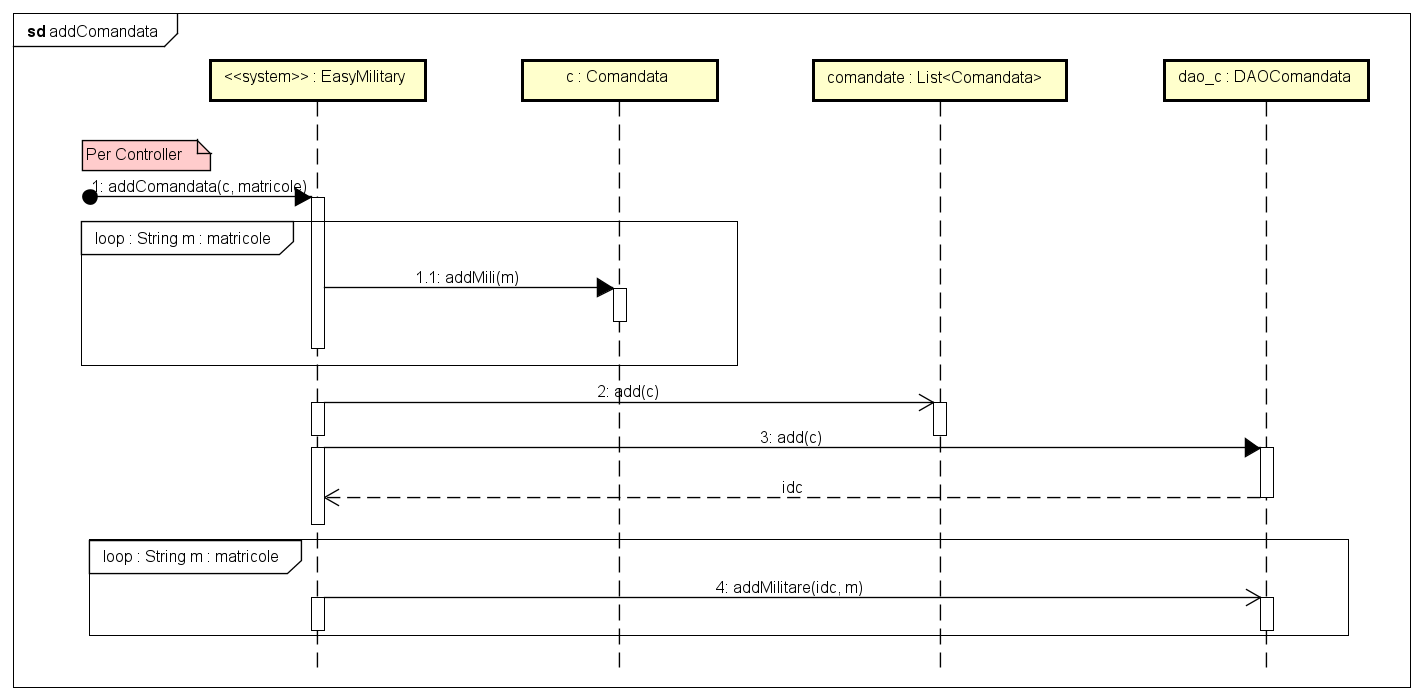 sd addComandata
<<system>> : EasyMilitary
c : Comandata
comandate : List<Comandata>
dao_c : DAOComandata
Per Controller
1: addComandata(c, matricole)
loop : String m : matricole
1.1: addMili(m)
2: add(c)
3: add(c)
idc
loop : String m : matricole
4: addMilitare(idc, m)